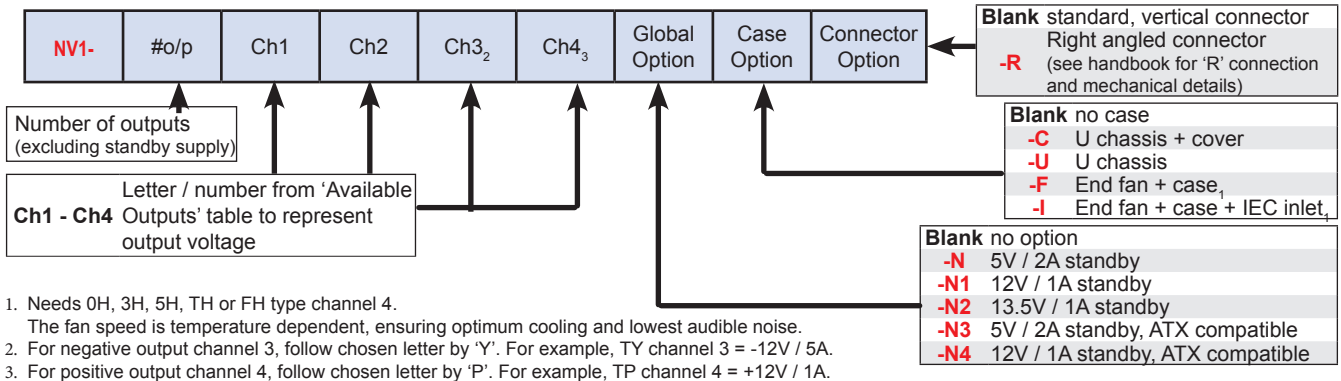 NV1- #o/p Ch1 Ch2 Ch3₂ Ch4₃ Global Option Case Option Connector Option
Blank standard, vertical connector
-R Right angled connector
(see handbook for 'R' connection
and mechanical details)
Number of outputs
(excluding standby supply)
Ch1 - Ch4 Letter / number from 'Available
Outputs' table to represent
output voltage
Blank no case
-C U chassis + cover
-U U chassis
-F End fan + case₁
-I End fan + case + IEC inlet₁
Blank no option
-N 5V / 2A standby
-N1 12V / 1A standby
-N2 13.5V / 1A standby
-N3 5V / 2A standby, ATX compatible
-N4 12V / 1A standby, ATX compatible
1. Needs 0H, 3H, 5H, TH or FH type channel 4.
The fan speed is temperature dependent, ensuring optimum cooling and lowest audible noise.
2. For negative output channel 3, follow chosen letter by 'Y'. For example, TY channel 3 = -12V / 5A.
3. For positive output channel 4, follow chosen letter by 'P'. For example, TP channel 4 = +12V / 1A.